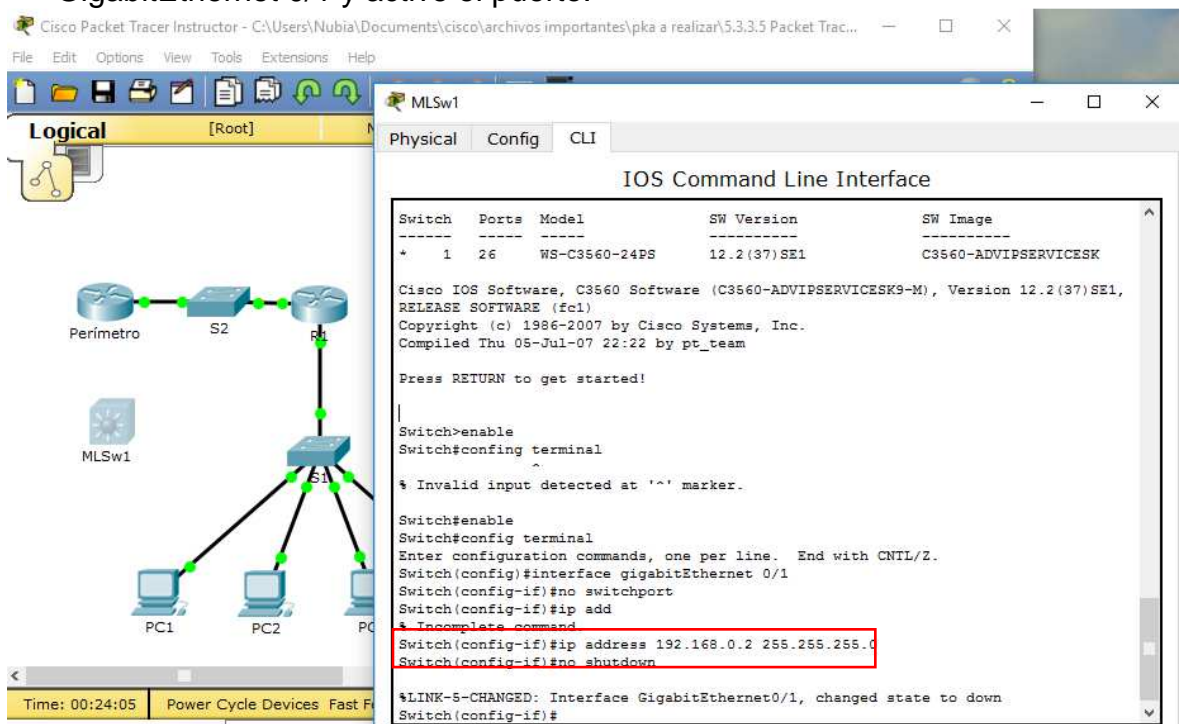 GigabitEthernet 0/1 y active el puerto.
Cisco Packet Tracer Instructor - C:\Users\Nubia\Documents\cisco\archivos importantes\pka a realizar\5.3.3.5 Packet Trac...
File Edit Options View Tools Extensions Help
MLSw1
Logical [Root] N
Physical Config CLI
IOS Command Line Interface
Switch Ports Model SW Version SW Image
------ ----- ----- ---------- ----------
* 1 26 WS-C3560-24PS 12.2(37)SE1 C3560-ADVIPSERVICESK
Cisco IOS Software, C3560 Software (C3560-ADVIPSERVICESK9-M), Version 12.2(37)SE1,
RELEASE SOFTWARE (fc1)
Copyright (c) 1986-2007 by Cisco Systems, Inc.
Compiled Thu 05-Jul-07 22:22 by pt_team
Press RETURN to get started!
Switch>enable
Switch#confing terminal
^
% Invalid input detected at '^' marker.
Switch#enable
Switch#config terminal
Enter configuration commands, one per line. End with CNTL/Z.
Switch(config)#interface gigabitEthernet 0/1
Switch(config-if)#no switchport
Switch(config-if)#ip add
% Incomplete command.
Switch(config-if)#ip address 192.168.0.2 255.255.255.0
Switch(config-if)#no shutdown
%LINK-5-CHANGED: Interface GigabitEthernet0/1, changed state to down
Switch(config-if)#
Perímetro
S2
R1
MLSw1
S1
PC1
PC2
PC
Time: 00:24:05 Power Cycle Devices Fast F